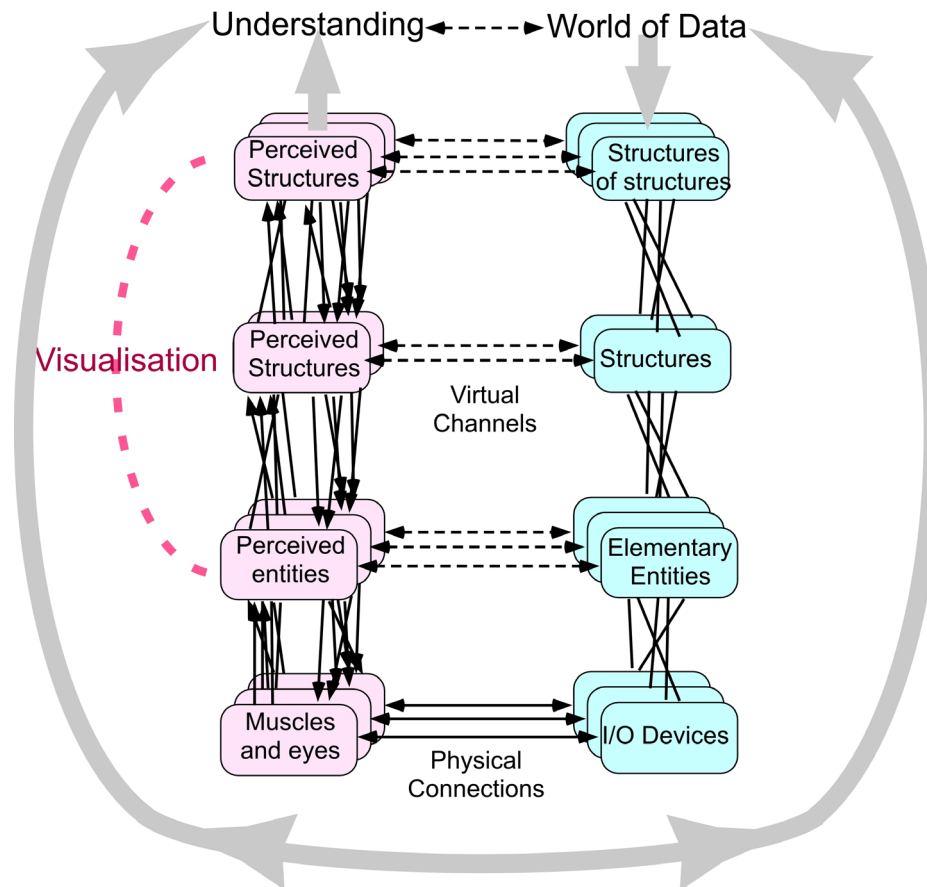 Understanding
World of Data
Perceived
Structures
Structures
of structures
Visualisation
Perceived
Structures
Structures
Virtual
Channels
Perceived
entities
Elementary
Entities
Muscles
and eyes
I/O Devices
Physical
Connections